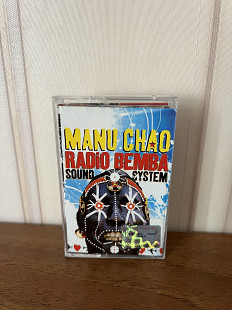 MANU CHAO
RADIO BEMBA
SOUND SYSTEM